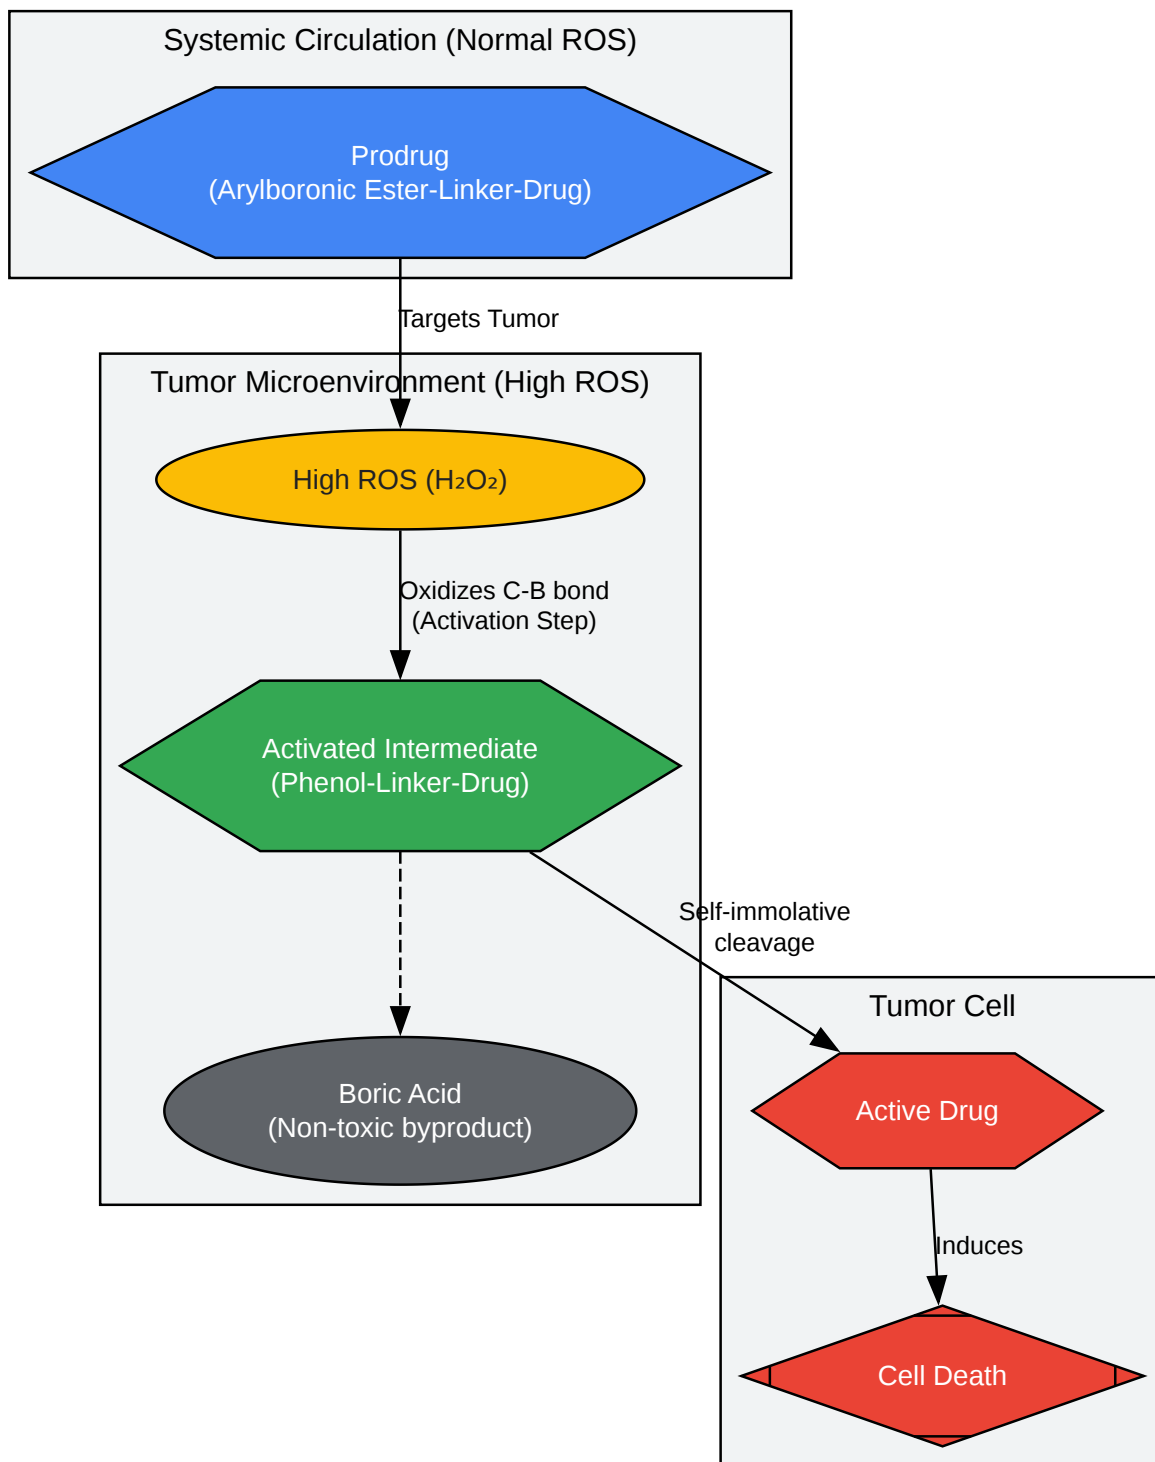 Systemic Circulation (Normal ROS)
Prodrug
(Arylboronic Ester-Linker-Drug)
Targets Tumor
Tumor Microenvironment (High ROS)
High ROS (H₂O₂)
Oxidizes C-B bond
(Activation Step)
Activated Intermediate
(Phenol-Linker-Drug)
Self-immolative
cleavage
Tumor Cell
Boric Acid
(Non-toxic byproduct)
Active Drug
Induces
Cell Death